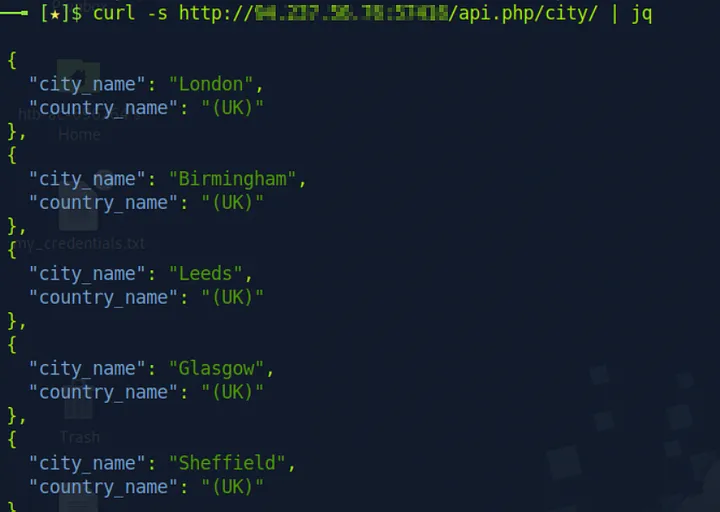 [★]$ curl -s http:///api.php/city/ | jq
{
"city_name": "London",
"country_name": "(UK)"
},
{
"city_name": "Birmingham",
"country_name": "(UK)"
},
my_credentials.txt
{
"city_name": "Leeds",
"country_name": "(UK)"
},
{
"city_name": "Glasgow",
"country_name": "(UK)"
},
{
"city_name": "Sheffield",
"country_name": "(UK)"
}
Home
Trash